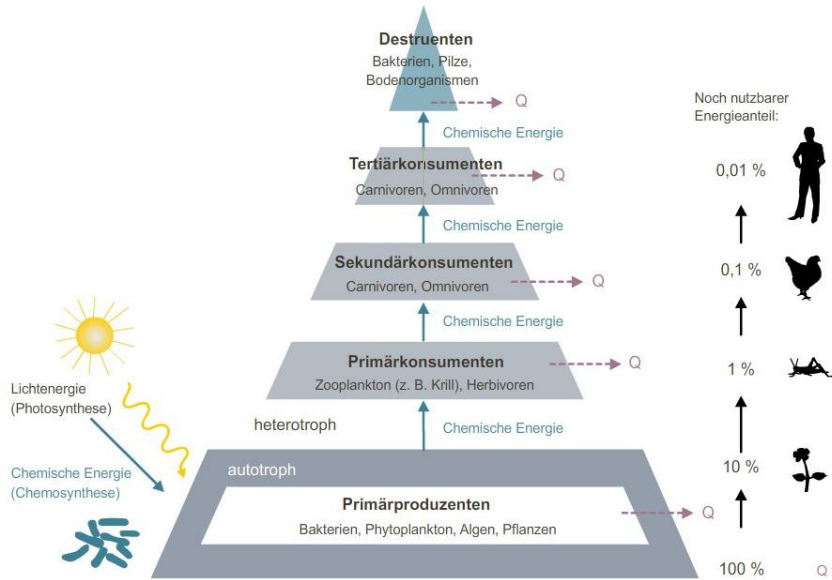 Destruenten
Bakterien, Pilze,
Bodenorganismen
Q
Chemische Energie
Tertiärkonsumenten
Carnivoren, Omnivoren
Q
Chemische Energie
Sekundärkonsumenten
Carnivoren, Omnivoren
Q
Chemische Energie
Primärkonsumenten
Zooplankton (z. B. Krill), Herbivoren
Q
heterotroph
Chemische Energie
autotroph
Primärproduzenten
Bakterien, Phytoplankton, Algen, Pflanzen
Q
Lichtenergie
(Photosynthese)
Chemische Energie
(Chemosynthese)
Noch nutzbarer
Energieanteil:
0,01 %
0,1 %
1 %
10 %
100 %
Q